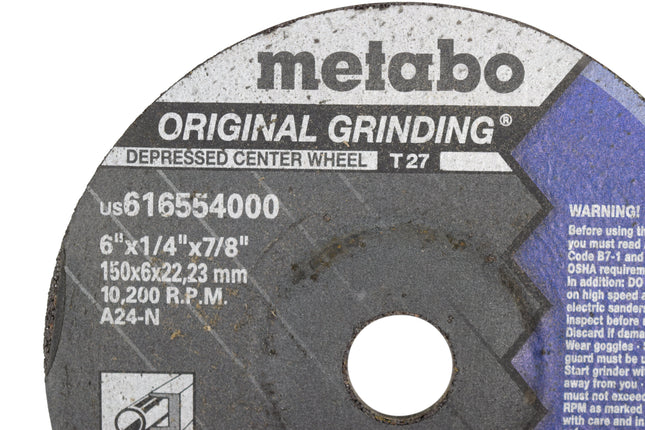 metabo
ORIGINAL GRINDING®
DEPRESSED CENTER WHEEL T 27
US616554000
6"x1/4"x7/8"
150x6x22,23 mm
10,200 R.P.M.
A24-N
WARNING!
Before using th
you must read
Code B7-1 and
OSHA requirem
In addition: DO
on high speed a
electric sanders
Inspect before
Discard if dama
Wear goggles ·
guard must be u
Start grinder wi
away from you ·
must not exceed
RPM as marked
with care and in